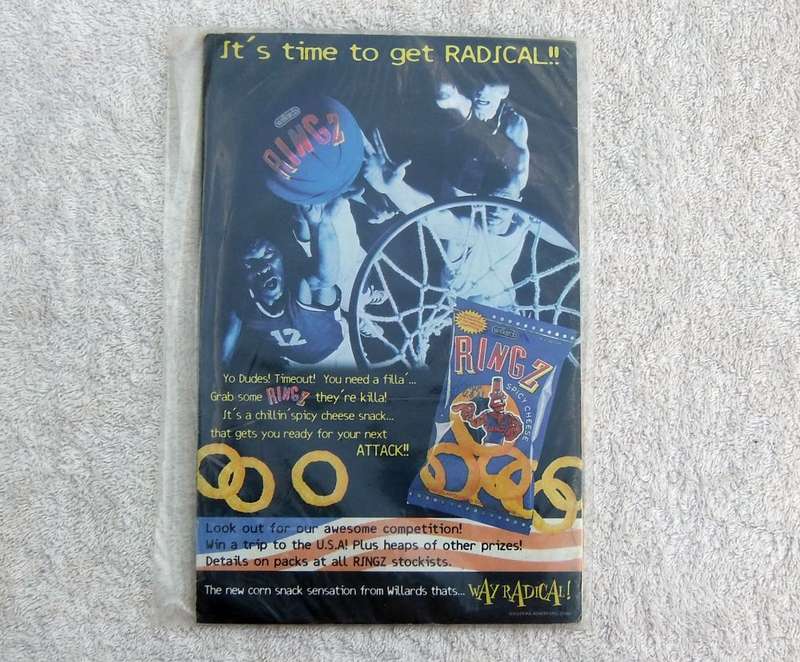 It's time to get RADICAL!!
RINGZ
12
RINGZ
SPICY CHEESE
Yo Dudes! Timeout! You need a filla'...
Grab some RINGZ they're killa!
It's a chillin' spicy cheese snack...
that gets you ready for your next
ATTACK!!
Look out for our awesome competition!
Win a trip to the U.S.A! Plus heaps of other prizes!
Details on packs at all RINGZ stockists.
The new corn snack sensation from Willards thats... WAY RADICAL!